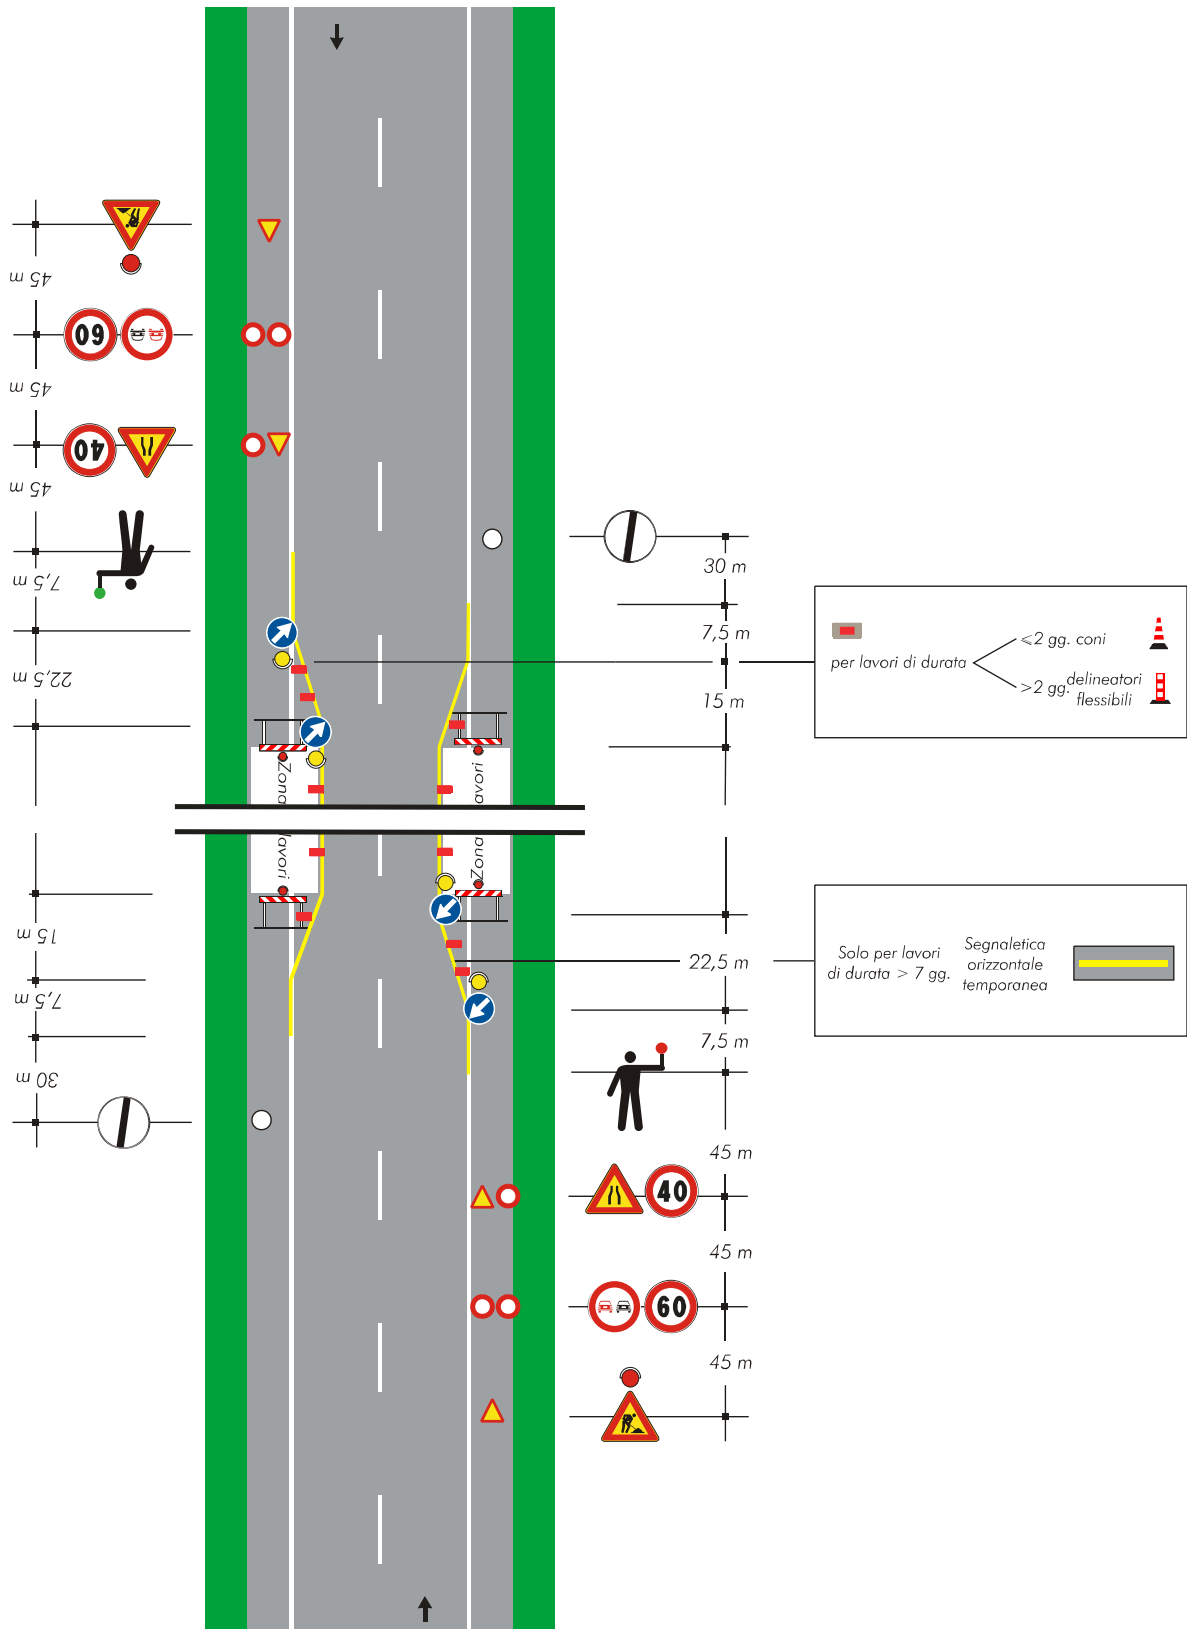 45 m
60
45 m
40
45 m
7,5 m
22,5 m
30 m
7,5 m
15 m
per lavori di durata
⩽2 gg. coni
>2 gg. delineatori
flessibili
Zona lavori
Zona lavori
15 m
7,5 m
30 m
22,5 m
7,5 m
Solo per lavori
di durata > 7 gg.
Segnaletica
orizzontale
temporanea
45 m
40
45 m
60
45 m